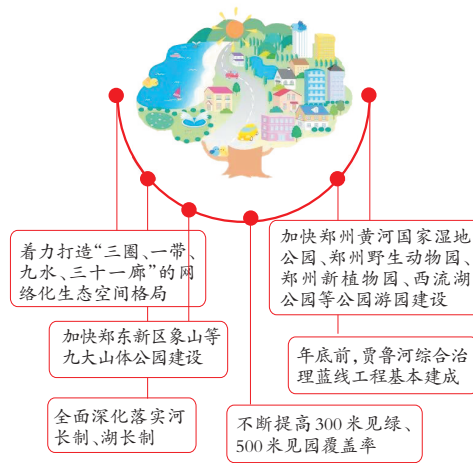 着力打造“三圈、一带、
九水、三十一廊”的网
络化生态空间格局
加快郑东新区象山等
九大山体公园建设
全面深化落实河
长制、湖长制
不断提高300米见绿、
500米见园覆盖率
加快郑州黄河国家湿地
公园、郑州野生动物园、
郑州新植物园、西流湖
公园等公园游园建设
年底前，贾鲁河综合治
理蓝线工程基本建成